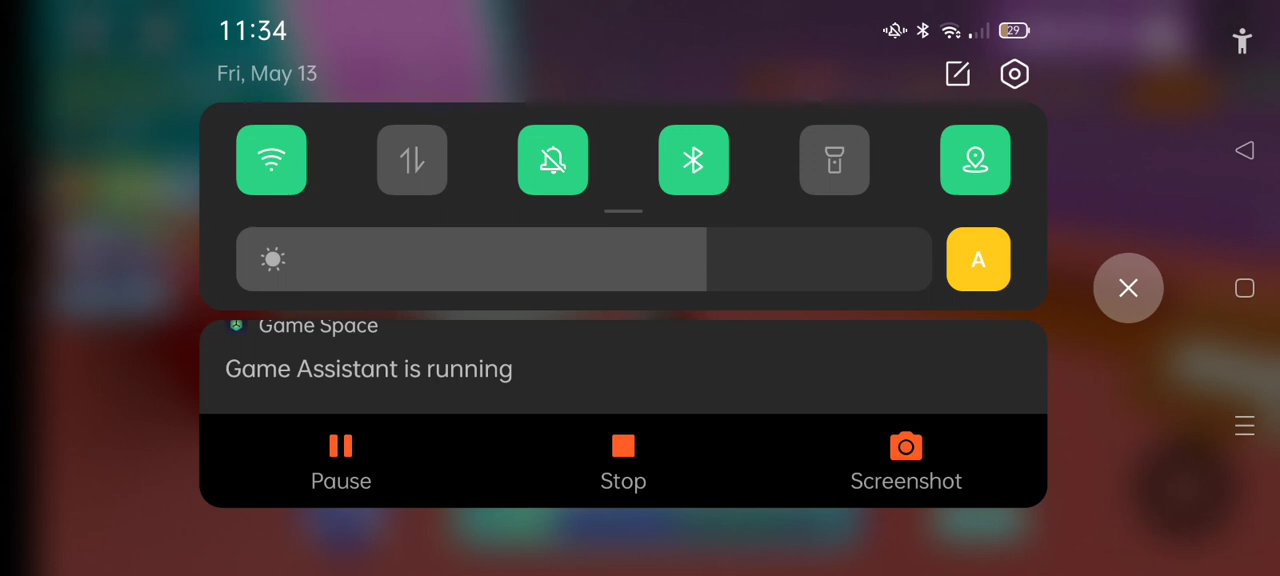 11:34
29
Fri, May 13
A
Game Space
Game Assistant is running
Pause
Stop
Screenshot